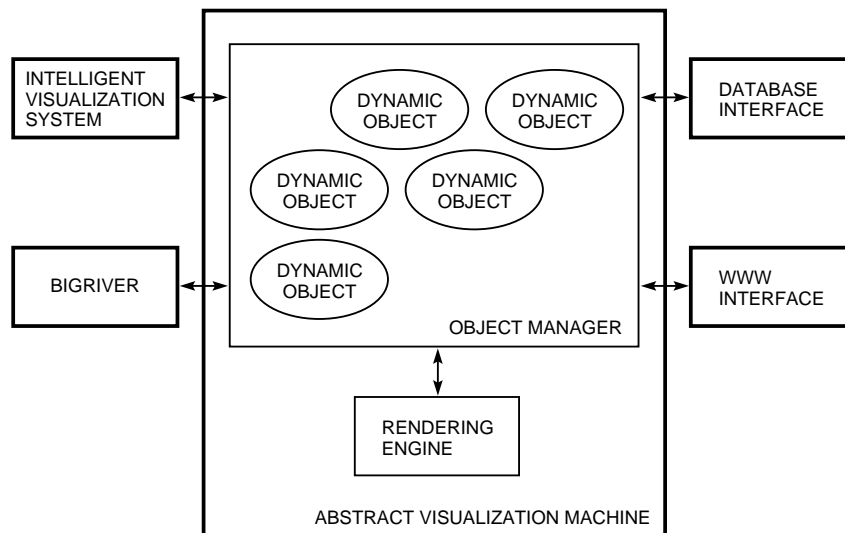 INTELLIGENT
VISUALIZATION
SYSTEM
DYNAMIC
OBJECT
DYNAMIC
OBJECT
DATABASE
INTERFACE
DYNAMIC
OBJECT
DYNAMIC
OBJECT
BIGRIVER
DYNAMIC
OBJECT
WWW
INTERFACE
OBJECT MANAGER
RENDERING
ENGINE
ABSTRACT VISUALIZATION MACHINE